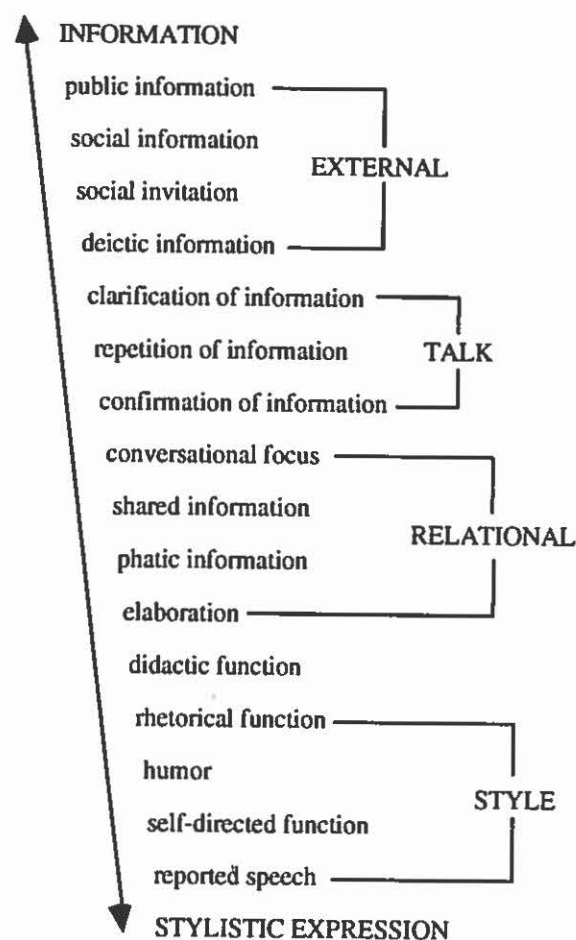 INFORMATION
public information
social information
EXTERNAL
social invitation
deictic information
clarification of information
repetition of information
TALK
confirmation of information
conversational focus
shared information
RELATIONAL
phatic information
elaboration
didactic function
rhetorical function
humor
STYLE
self-directed function
reported speech
STYLISTIC EXPRESSION